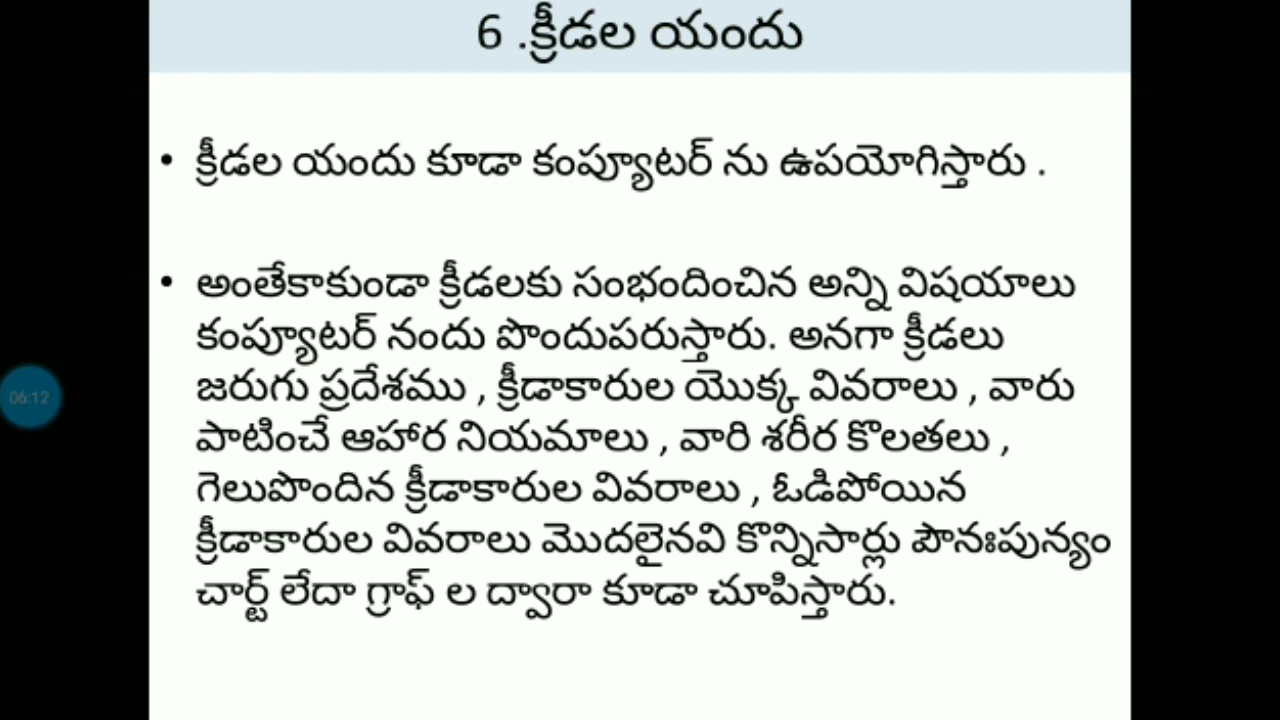 6 .క్రీడల యందు
• క్రీడల యందు కూడా కంప్యూటర్ ను ఉపయోగిస్తారు .
• అంతేకాకుండా క్రీడలకు సంభందించిన అన్ని విషయాలు
కంప్యూటర్ నందు పొందుపరుస్తారు. అనగా క్రీడలు
జరుగు ప్రదేశము , క్రీడాకారుల యొక్క వివరాలు , వారు
పాటించే ఆహార నియమాలు , వారి శరీర కొలతలు ,
గెలుపొందిన క్రీడాకారుల వివరాలు , ఓడిపోయిన
క్రీడాకారుల వివరాలు మొదలైనవి కొన్నిసార్లు పౌనఃపున్యం
చార్ట్ లేదా గ్రాఫ్ ల ద్వారా కూడా చూపిస్తారు.
06:12